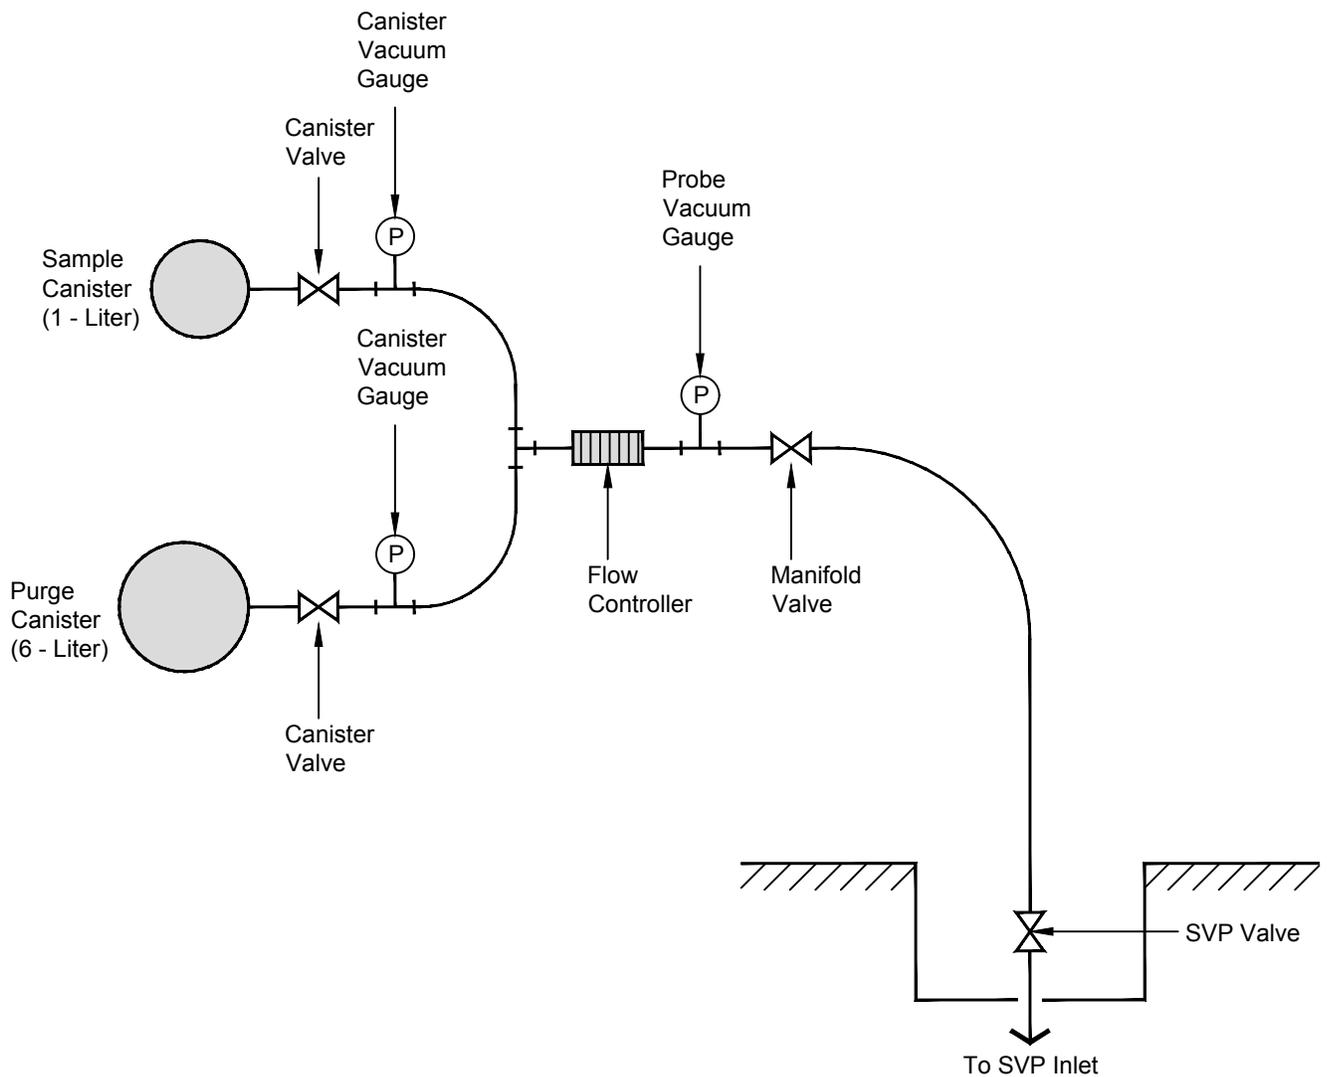 Canister
Vacuum
Gauge
Canister
Valve
P
Probe
Vacuum
Gauge
Sample
Canister
(1 - Liter)
Canister
Vacuum
Gauge
P
P
Flow
Controller
Manifold
Valve
Purge
Canister
(6 - Liter)
Canister
Valve
SVP Valve
To SVP Inlet